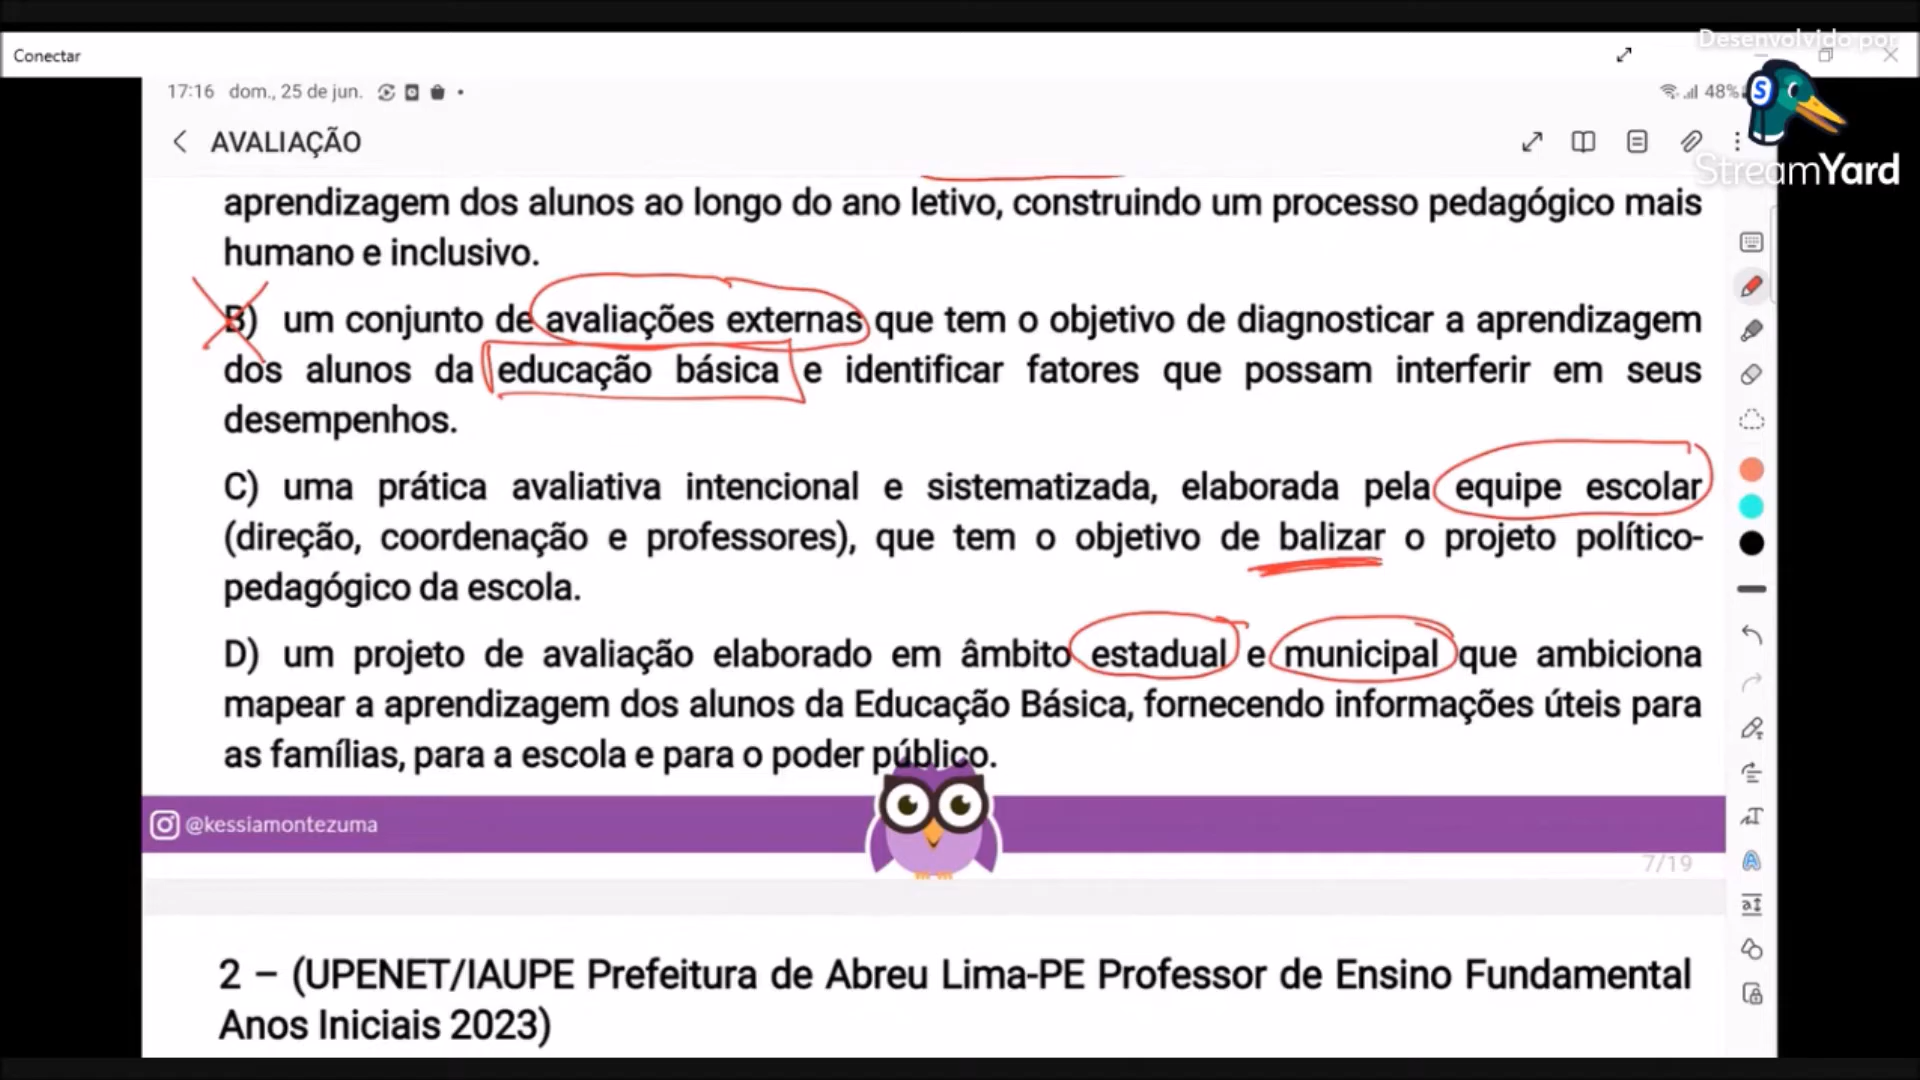 Desenvolvido por
Conectar
17:16 dom., 25 de jun.
48%
S
StreamYard
AVALIAÇÃO
aprendizagem dos alunos ao longo do ano letivo, construindo um processo pedagógico mais
humano e inclusivo.
B) um conjunto de avaliações externas que tem o objetivo de diagnosticar a aprendizagem
dos alunos da educação básica e identificar fatores que possam interferir em seus
desempenhos.
C) uma prática avaliativa intencional e sistematizada, elaborada pela equipe escolar
(direção, coordenação e professores), que tem o objetivo de balizar o projeto político-
pedagógico da escola.
D) um projeto de avaliação elaborado em âmbito estadual e municipal que ambiciona
mapear a aprendizagem dos alunos da Educação Básica, fornecendo informações úteis para
as famílias, para a escola e para o poder público.
@kessiamontezuma
7/19
2 – (UPENET/IAUPE Prefeitura de Abreu Lima-PE Professor de Ensino Fundamental
Anos Iniciais 2023)